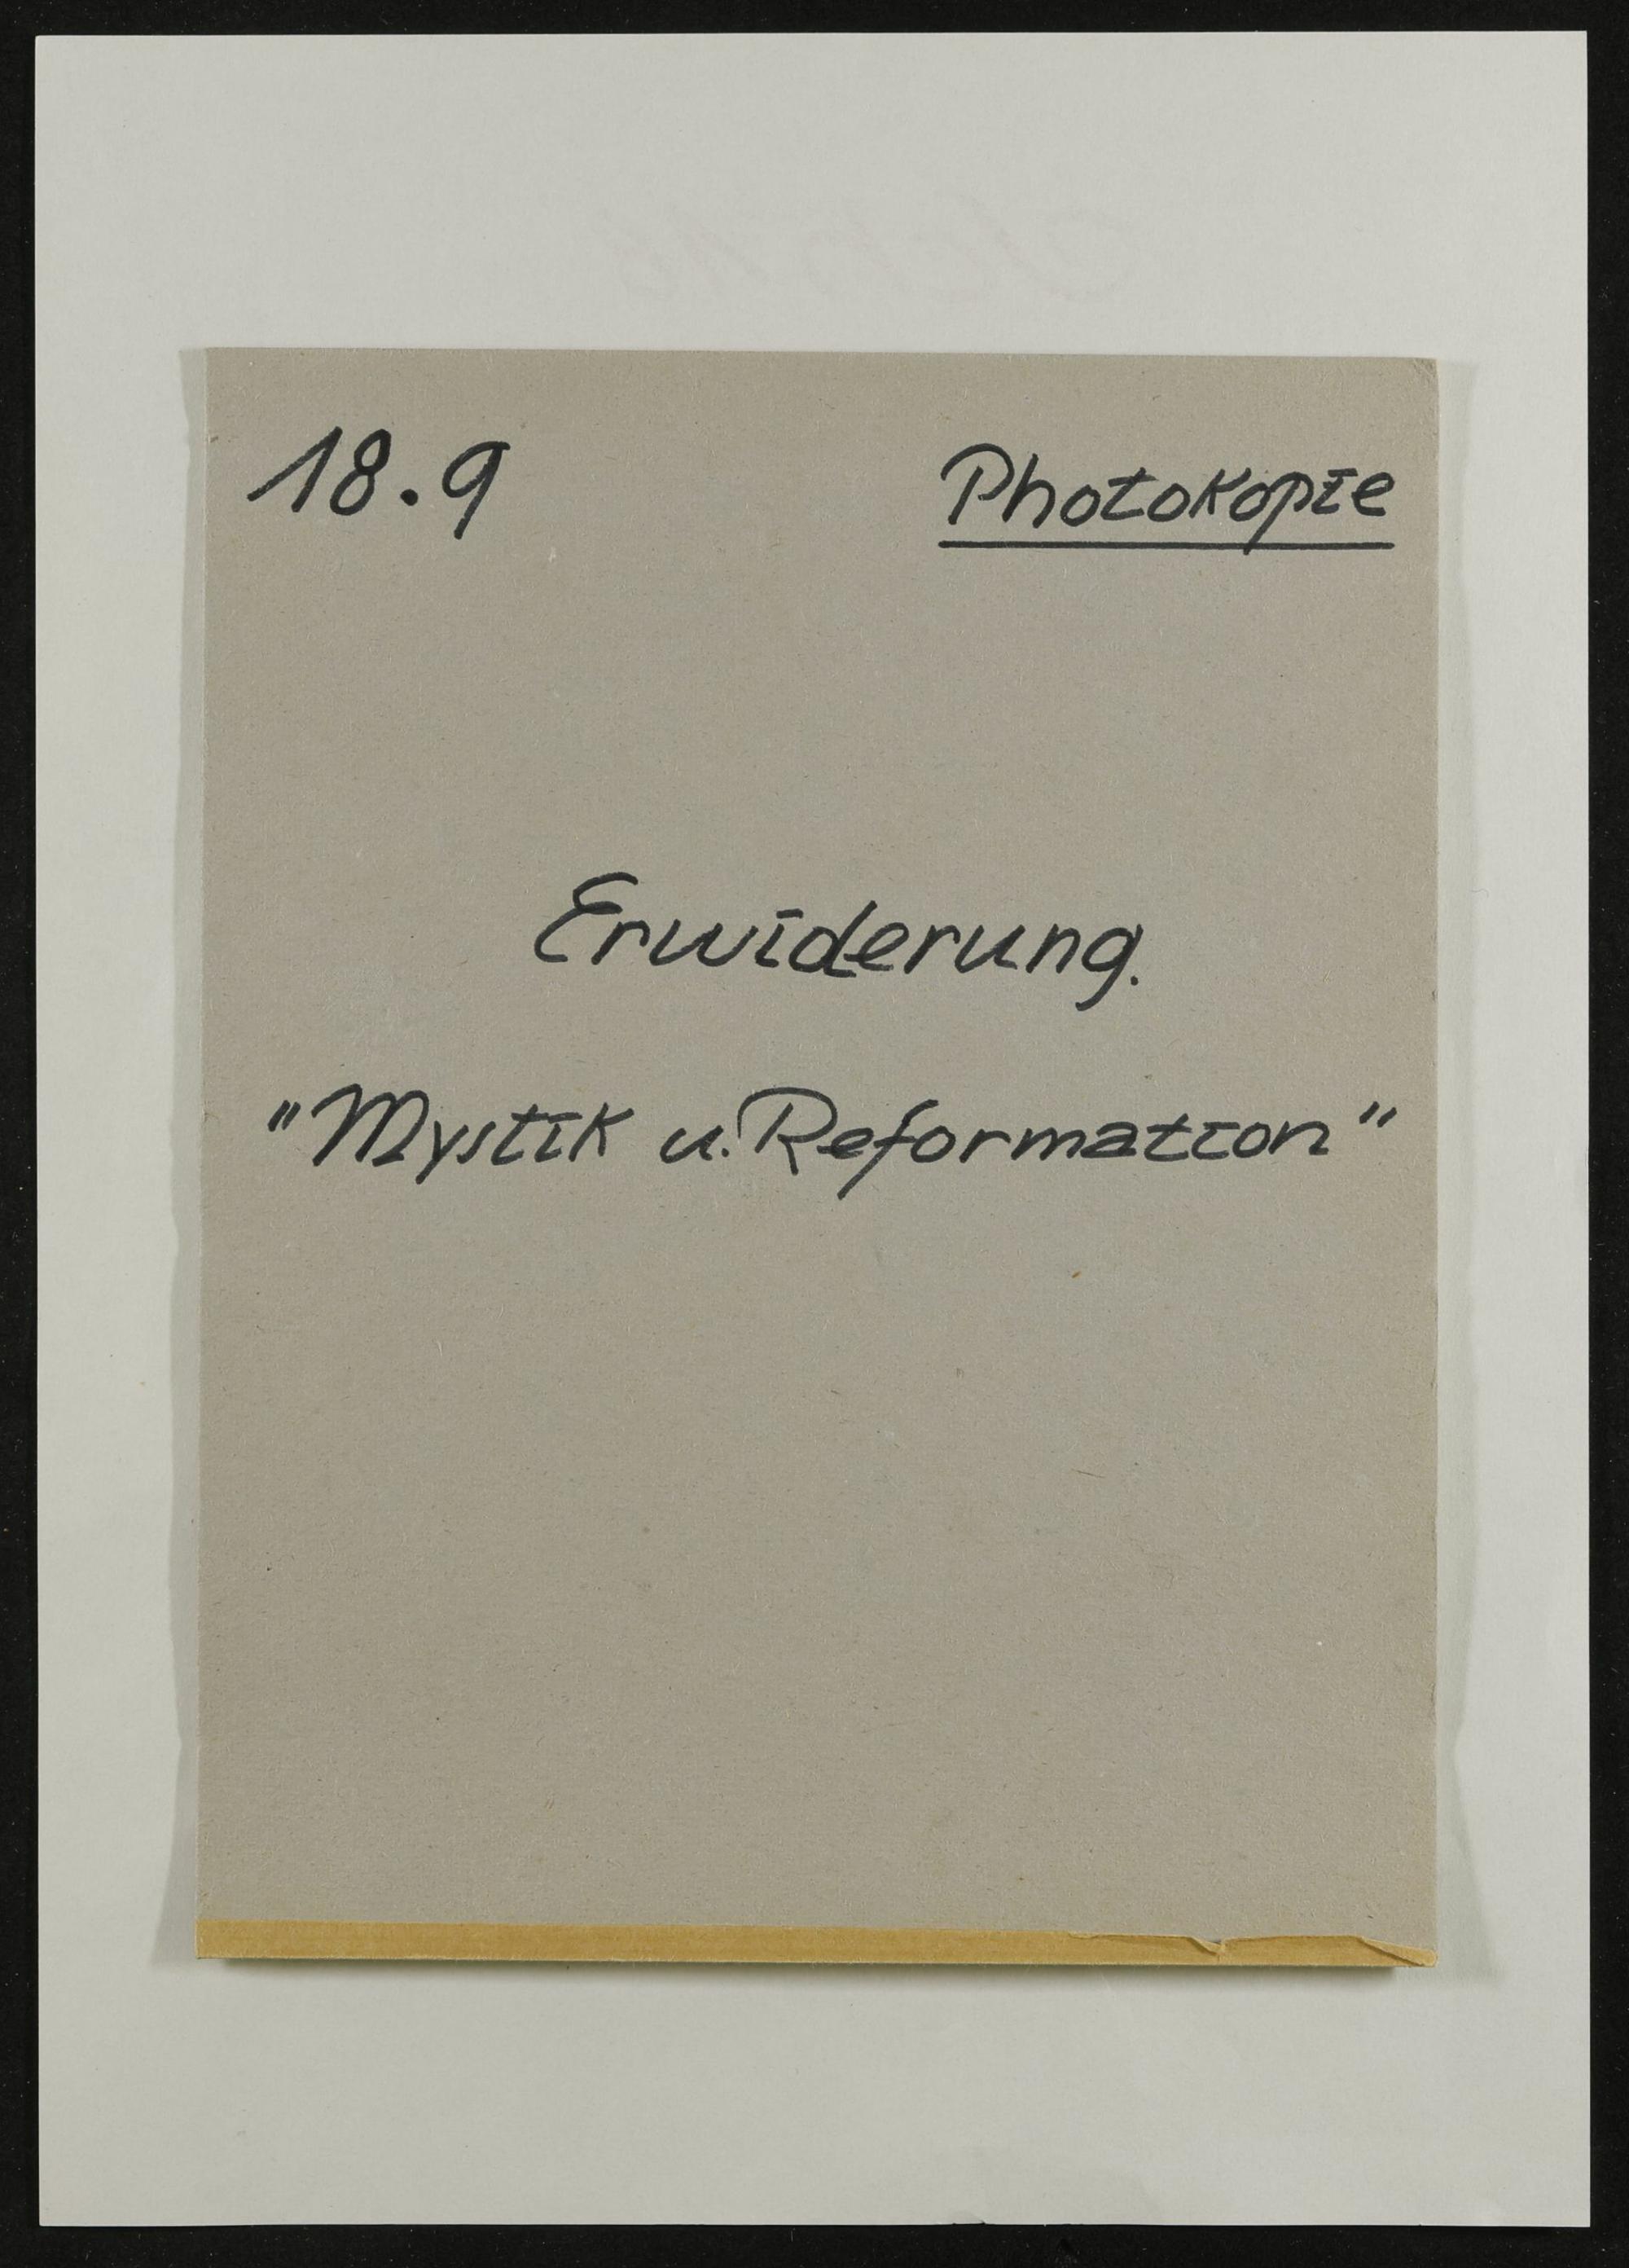 18.9 Photokopie
Erwiderung.
"Mystik u. Reformation"